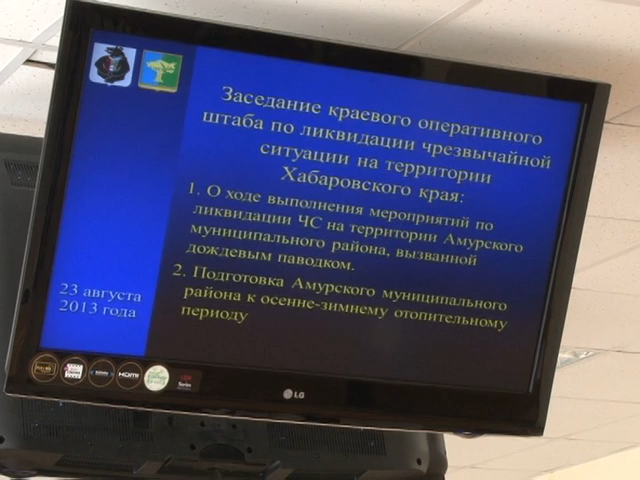 Заседание краевого оперативного
штаба по ликвидации чрезвычайной
ситуации на территории
Хабаровского края:
1. О ходе выполнения мероприятий по
ликвидации ЧС на территории Амурского
муниципального района, вызванной
дождевым паводком.
2. Подготовка Амурского муниципального
района к осенне-зимнему отопительному
периоду
23 августа
2013 года
HDMI
LG